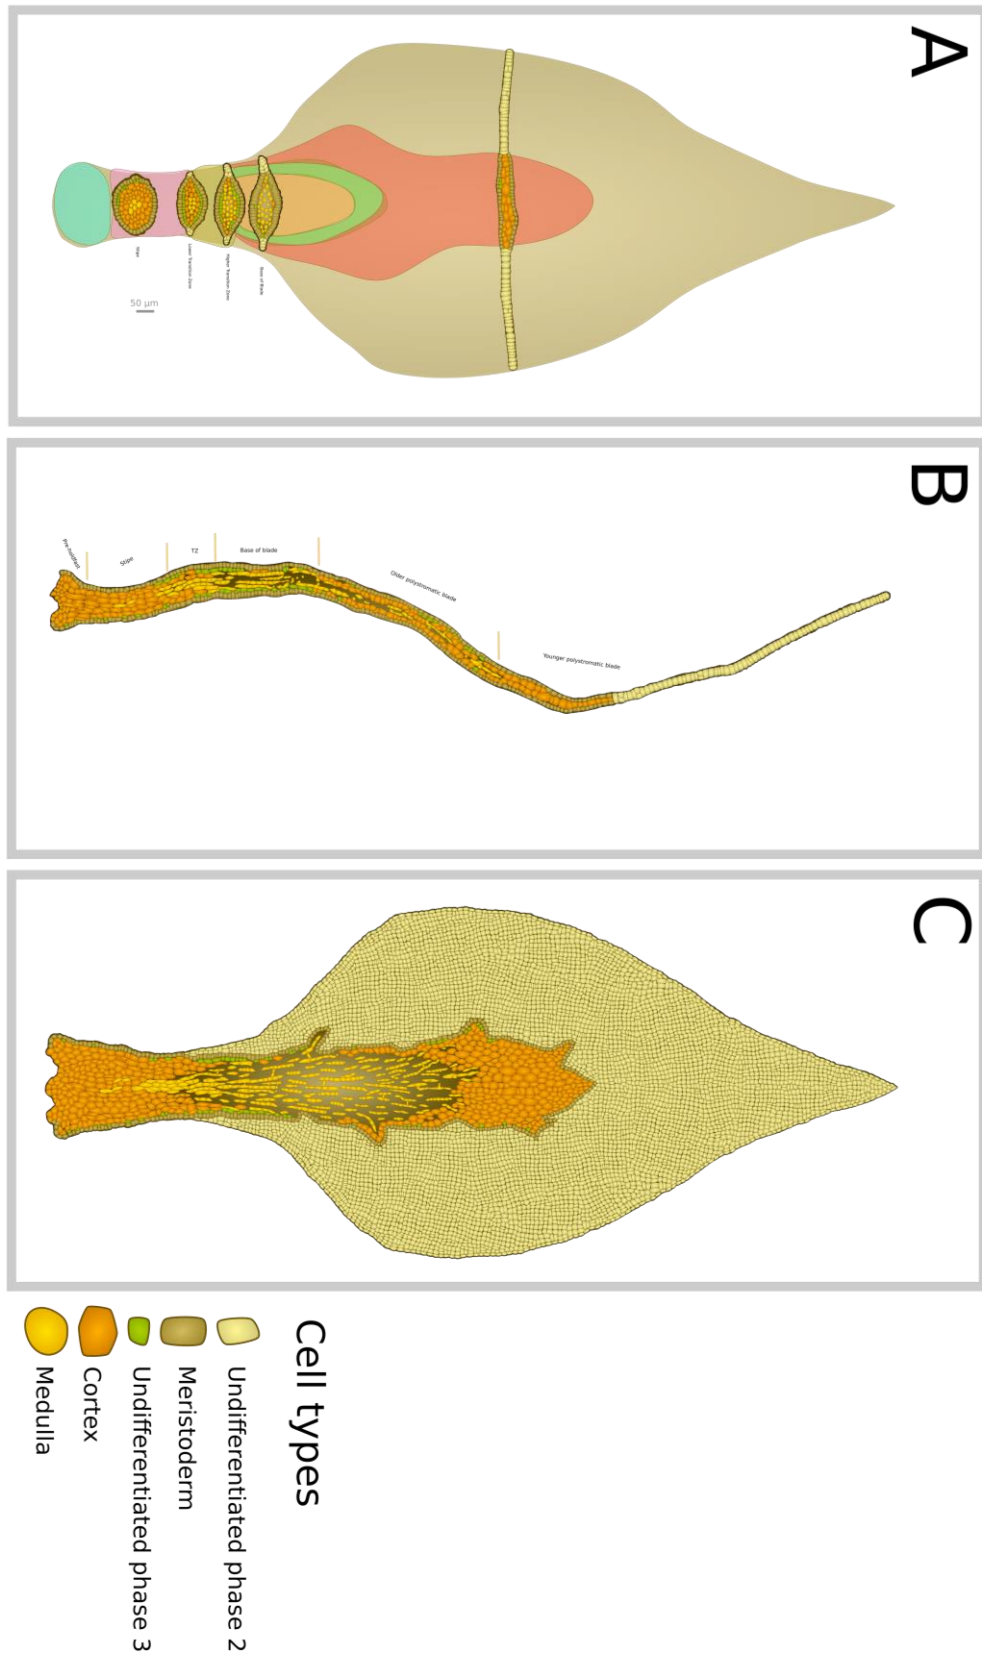 A
Stipe
Lower Transition Zone
Higher Transition Zone
Base of Blade
50 µm
B
Pre-holdfast
Stipe
TZ
Base of blade
Older polystromatic blade
Younger polystromatic blade
C
Cell types
Undifferentiated phase 2
Meristoderm
Undifferentiated phase 3
Cortex
Medulla